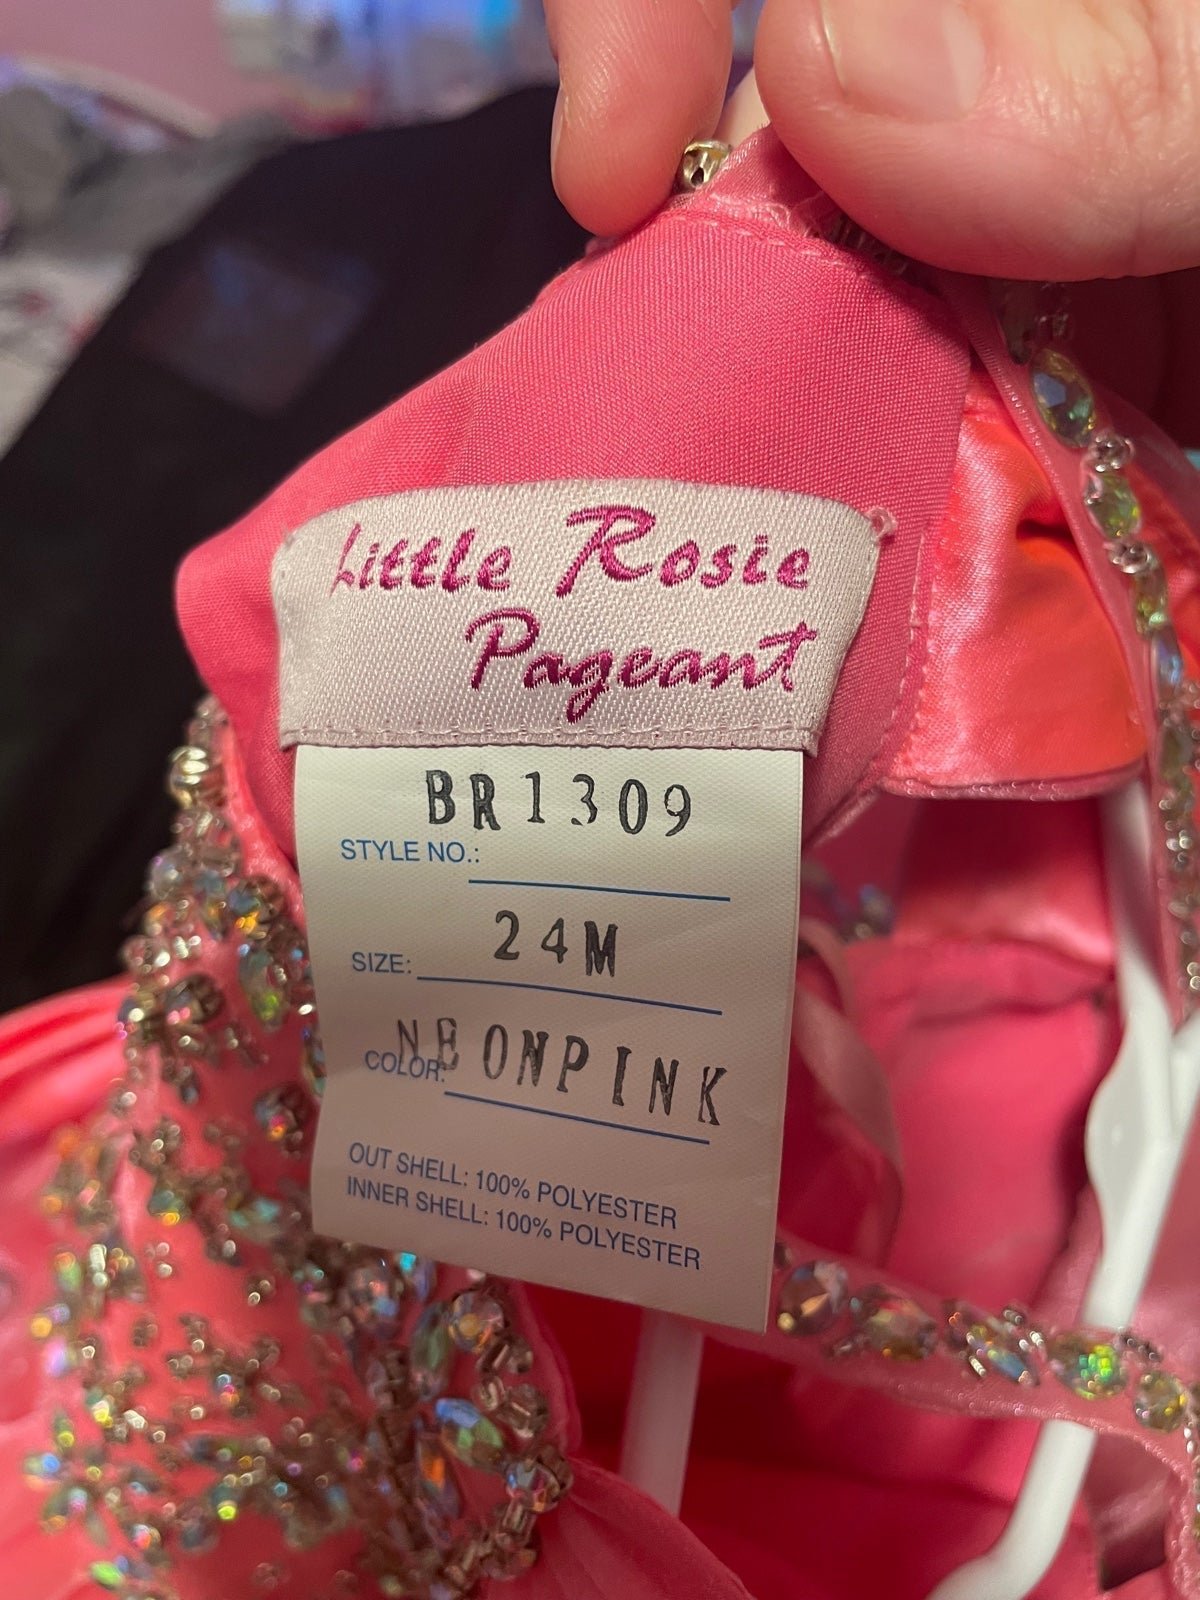 Little Rosie
Pageant
BR1309
STYLE NO.:
24M
SIZE:
NEONPINK
COLOR:
OUT SHELL: 100% POLYESTER
INNER SHELL: 100% POLYESTER